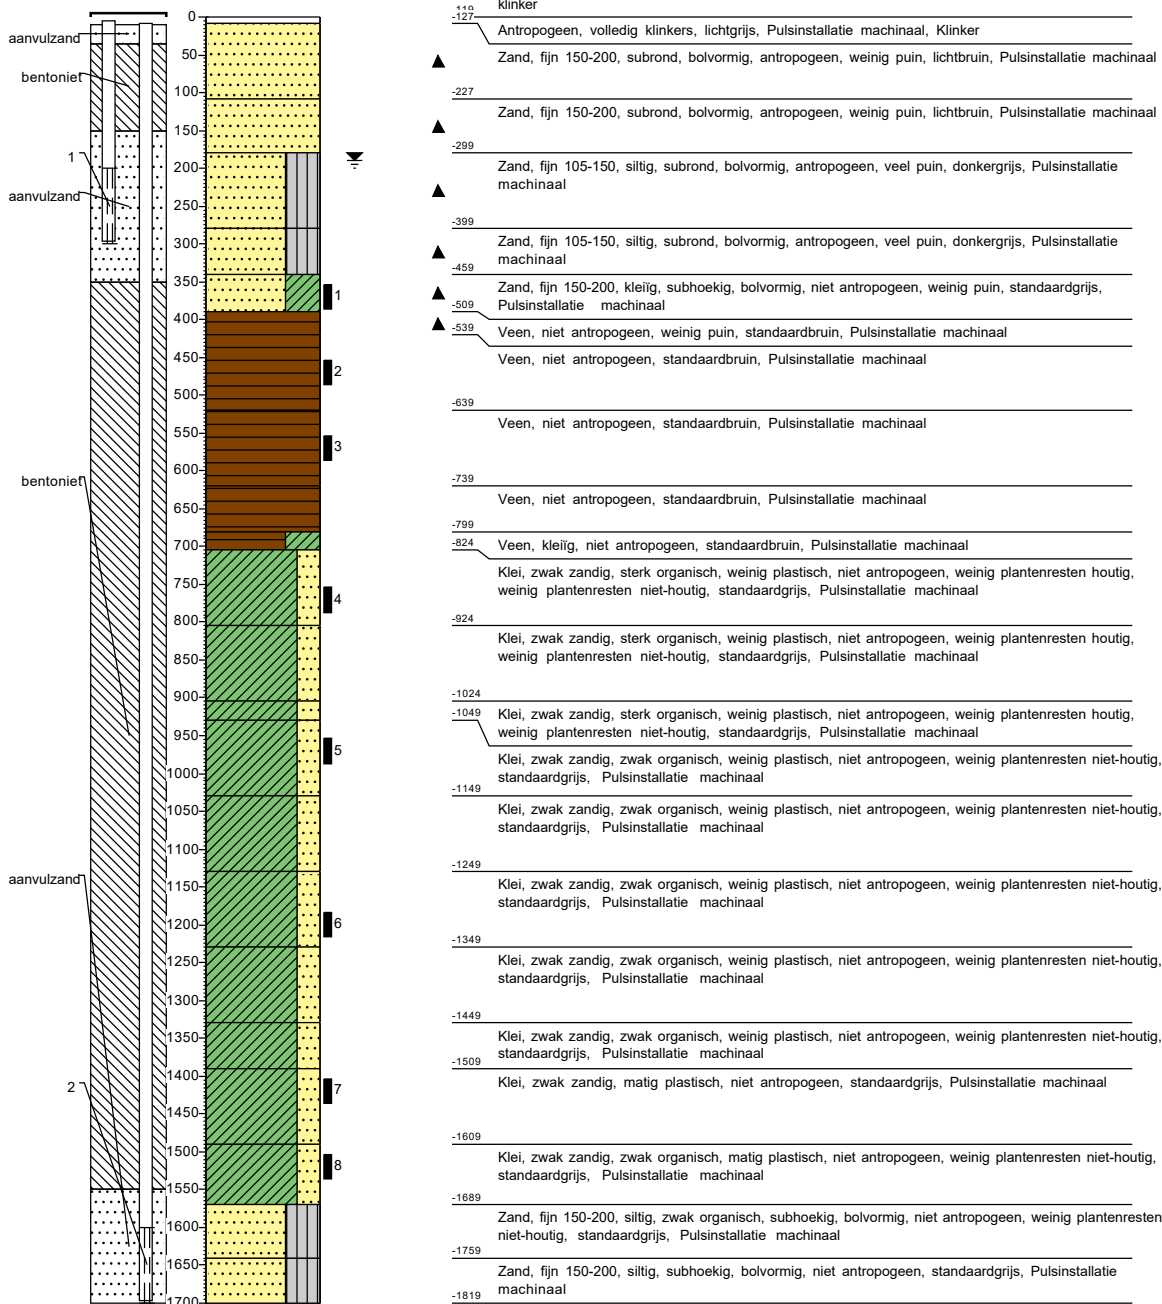 klinker
-119
-127
Antropogeen, volledig klinkers, lichtgrijs, Pulsinstallatie machinaal, Klinker
Zand, fijn 150-200, subrond, bolvormig, antropogeen, weinig puin, lichtbruin, Pulsinstallatie machinaal
-227
Zand, fijn 150-200, subrond, bolvormig, antropogeen, weinig puin, lichtbruin, Pulsinstallatie machinaal
-299
Zand, fijn 105-150, siltig, subrond, bolvormig, antropogeen, veel puin, donkergrijs, Pulsinstallatie
machinaal
-399
Zand, fijn 105-150, siltig, subrond, bolvormig, antropogeen, veel puin, donkergrijs, Pulsinstallatie
machinaal
-459
Zand, fijn 150-200, kleiïg, subhoekig, bolvormig, niet antropogeen, weinig puin, standaardgrijs,
Pulsinstallatie machinaal
-509
Veen, niet antropogeen, weinig puin, standaardbruin, Pulsinstallatie machinaal
-539
Veen, niet antropogeen, standaardbruin, Pulsinstallatie machinaal
-639
Veen, niet antropogeen, standaardbruin, Pulsinstallatie machinaal
-739
Veen, niet antropogeen, standaardbruin, Pulsinstallatie machinaal
-799
Veen, kleiïg, niet antropogeen, standaardbruin, Pulsinstallatie machinaal
-824
Klei, zwak zandig, sterk organisch, weinig plastisch, niet antropogeen, weinig plantenresten houtig,
weinig plantenresten niet-houtig, standaardgrijs, Pulsinstallatie machinaal
-924
Klei, zwak zandig, sterk organisch, weinig plastisch, niet antropogeen, weinig plantenresten houtig,
weinig plantenresten niet-houtig, standaardgrijs, Pulsinstallatie machinaal
-1024
Klei, zwak zandig, sterk organisch, weinig plastisch, niet antropogeen, weinig plantenresten houtig,
weinig plantenresten niet-houtig, standaardgrijs, Pulsinstallatie machinaal
-1049
Klei, zwak zandig, zwak organisch, weinig plastisch, niet antropogeen, weinig plantenresten niet-houtig,
standaardgrijs, Pulsinstallatie machinaal
-1149
Klei, zwak zandig, zwak organisch, weinig plastisch, niet antropogeen, weinig plantenresten niet-houtig,
standaardgrijs, Pulsinstallatie machinaal
-1249
Klei, zwak zandig, zwak organisch, weinig plastisch, niet antropogeen, weinig plantenresten niet-houtig,
standaardgrijs, Pulsinstallatie machinaal
-1349
Klei, zwak zandig, zwak organisch, weinig plastisch, niet antropogeen, weinig plantenresten niet-houtig,
standaardgrijs, Pulsinstallatie machinaal
-1449
Klei, zwak zandig, zwak organisch, weinig plastisch, niet antropogeen, weinig plantenresten niet-houtig,
standaardgrijs, Pulsinstallatie machinaal
-1509
Klei, zwak zandig, matig plastisch, niet antropogeen, standaardgrijs, Pulsinstallatie machinaal
-1609
Klei, zwak zandig, zwak organisch, matig plastisch, niet antropogeen, weinig plantenresten niet-houtig,
standaardgrijs, Pulsinstallatie machinaal
-1689
Zand, fijn 150-200, siltig, zwak organisch, subhoekig, bolvormig, niet antropogeen, weinig plantenresten
niet-houtig, standaardgrijs, Pulsinstallatie machinaal
-1759
Zand, fijn 150-200, siltig, subhoekig, bolvormig, niet antropogeen, standaardgrijs, Pulsinstallatie
machinaal
-1819
aanvulzand
bentoniet
1
aanvulzand
bentoniet
aanvulzand
2
0
50
100
150
200
250
300
350
400
450
500
550
600
650
700
750
800
850
900
950
1000
1050
1100
1150
1200
1250
1300
1350
1400
1450
1500
1550
1600
1650
1700
1
2
3
4
5
6
7
8